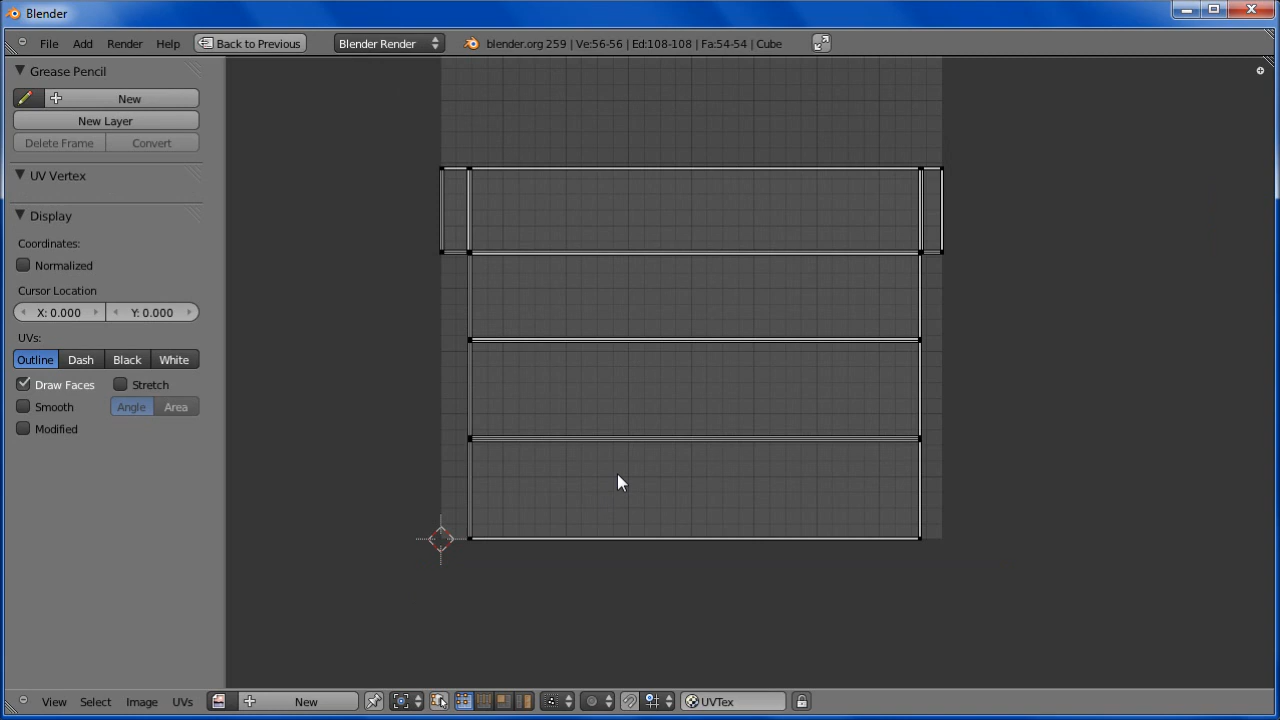 Blender
File Add Render Help Back to Previous Blender Render blender.org 259 | Ve:56-56 | Ed:108-108 | Fa:54-54 | Cube
Grease Pencil
New
New Layer
Delete Frame Convert
UV Vertex
Display
Coordinates:
Normalized
Cursor Location
X: 0.000 Y: 0.000
UVs:
Outline Dash Black White
Draw Faces Stretch
Smooth Angle Area
Modified
View Select Image UVs New UVTex